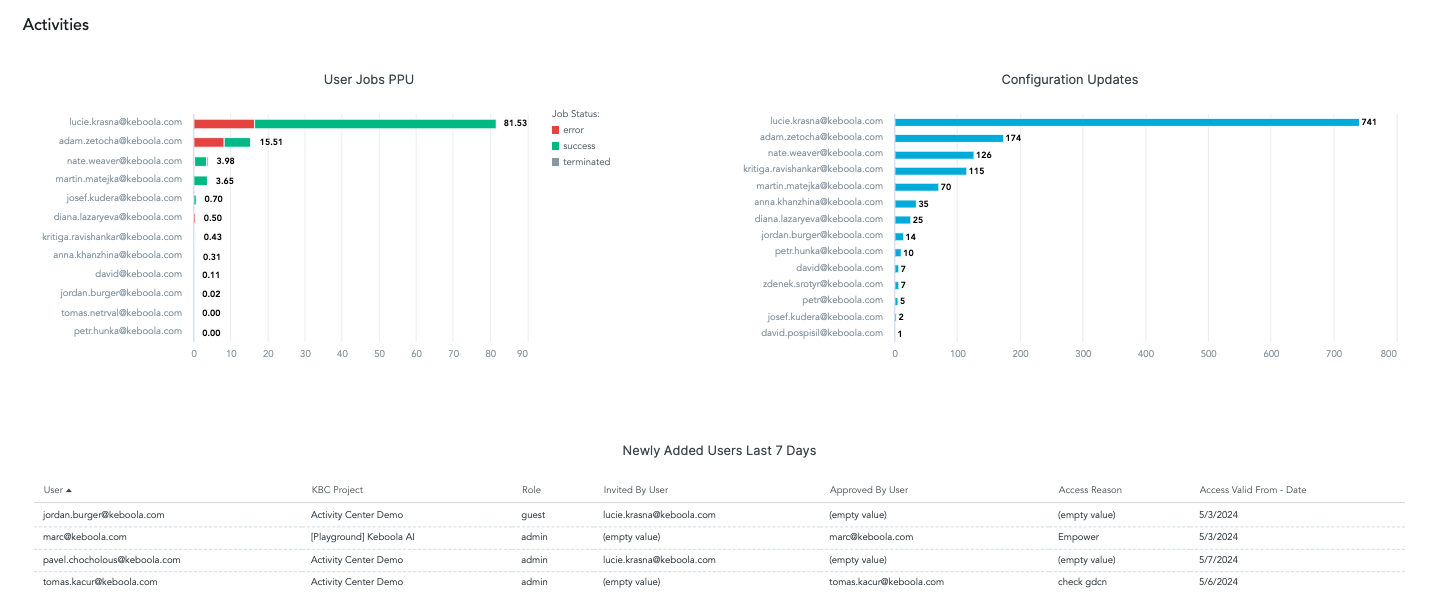 Activities
User Jobs PPU
lucie.krasna@keboola.com 81.53
adam.zetocha@keboola.com 15.51
nate.weaver@keboola.com 3.98
martin.matejka@keboola.com 3.65
josef.kudera@keboola.com 0.70
diana.lazaryeva@keboola.com 0.50
kritiga.ravishankar@keboola.com 0.43
anna.khanzhina@keboola.com 0.31
david@keboola.com 0.11
jordan.burger@keboola.com 0.02
tomas.netrval@keboola.com 0.00
petr.hunka@keboola.com 0.00
0 10 20 30 40 50 60 70 80 90
Job Status:
error
success
terminated
Configuration Updates
lucie.krasna@keboola.com 741
adam.zetocha@keboola.com 174
nate.weaver@keboola.com 126
kritiga.ravishankar@keboola.com 115
martin.matejka@keboola.com 70
anna.khanzhina@keboola.com 35
diana.lazaryeva@keboola.com 25
jordan.burger@keboola.com 14
petr.hunka@keboola.com 10
david@keboola.com 7
zdenek.srotyr@keboola.com 7
petr@keboola.com 5
josef.kudera@keboola.com 2
david.pospisil@keboola.com 1
0 100 200 300 400 500 600 700 800
Newly Added Users Last 7 Days
User KBC Project Role Invited By User Approved By User Access Reason Access Valid From - Date
jordan.burger@keboola.com Activity Center Demo guest lucie.krasna@keboola.com (empty value) (empty value) 5/3/2024
marc@keboola.com [Playground] Keboola AI admin (empty value) marc@keboola.com Empower 5/3/2024
pavel.chocholous@keboola.com Activity Center Demo admin lucie.krasna@keboola.com (empty value) (empty value) 5/7/2024
tomas.kacur@keboola.com Activity Center Demo admin (empty value) tomas.kacur@keboola.com check gdcn 5/6/2024